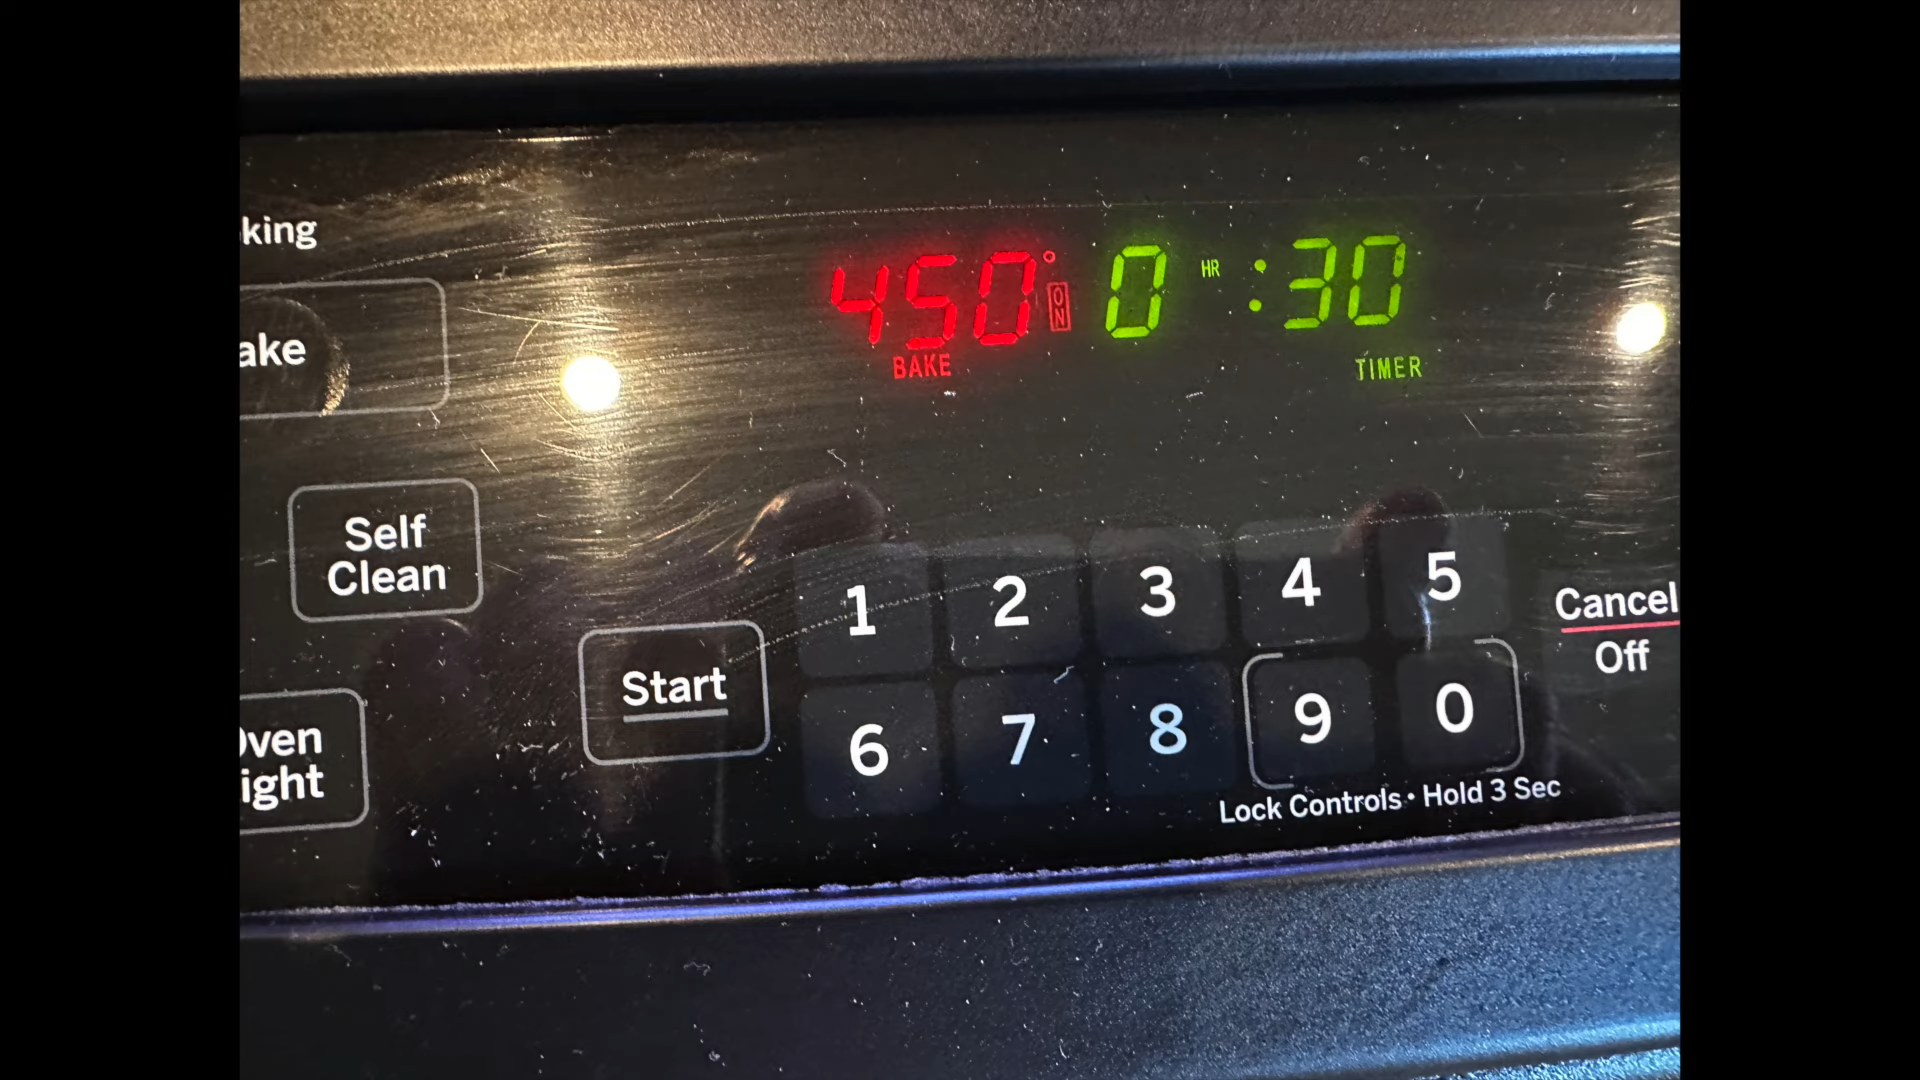 king
450° ON 0 HR :30
BAKE TIMER
ake
Self
Clean
Start
1 2 3 4 5
Cancel
Off
6 7 8 9 0
ven
ight
Lock Controls • Hold 3 Sec